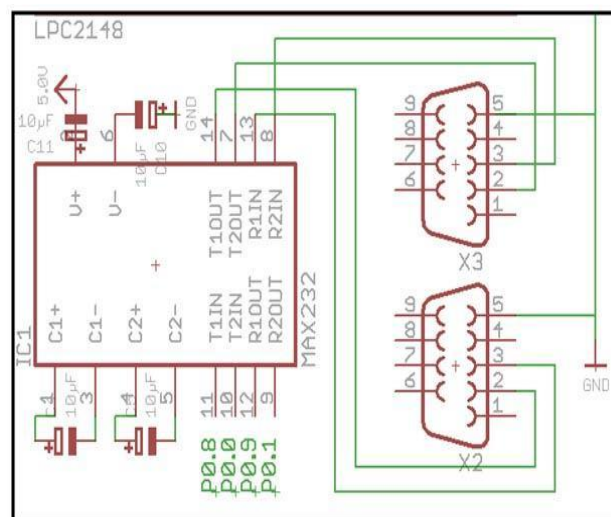 LPC2148
5.0V
10µF
C11
2
6
10µF
C10
GND
14
7
13
8
V+
V-
T1OUT
T2OUT
R1IN
R2IN
IC1
C1+
C1-
C2+
C2-
T1IN
T2IN
R1OUT
R2OUT
MAX232
1
3
4
5
11
10
12
9
10µF
10µF
P0.8
P0.0
P0.9
P0.1
9
8
7
6
5
4
3
2
1
X3
9
8
7
6
5
4
3
2
1
X2
GND